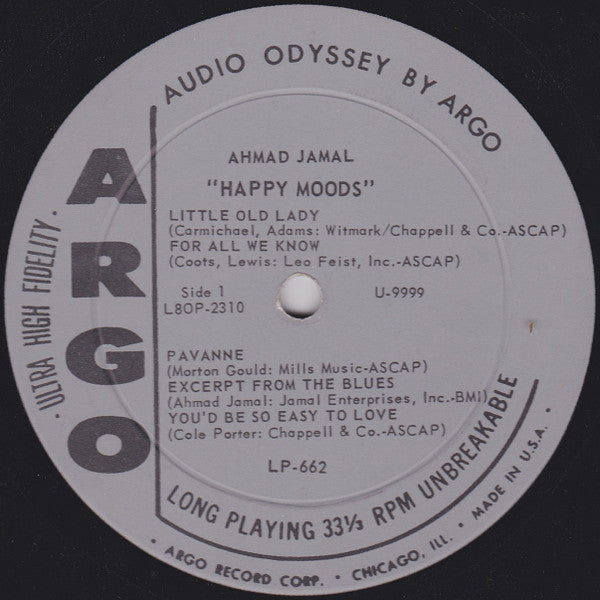 AUDIO ODYSSEY BY ARGO
ARGO
· ULTRA HIGH FIDELITY ·
AHMAD JAMAL
"HAPPY MOODS"
LITTLE OLD LADY
(Carmichael, Adams: Witmark/Chappell & Co.-ASCAP)
FOR ALL WE KNOW
(Coots, Lewis: Leo Feist, Inc.-ASCAP)
Side 1 U-9999
L8OP-2310
PAVANNE
(Morton Gould: Mills Music-ASCAP)
EXCERPT FROM THE BLUES
(Ahmad Jamal: Jamal Enterprises, Inc.-BMI)
YOU'D BE SO EASY TO LOVE
(Cole Porter: Chappell & Co.-ASCAP)
LP-662
LONG PLAYING 33⅓ RPM UNBREAKABLE
· ARGO RECORD CORP. · CHICAGO, ILL. · MADE IN U.S.A. ·